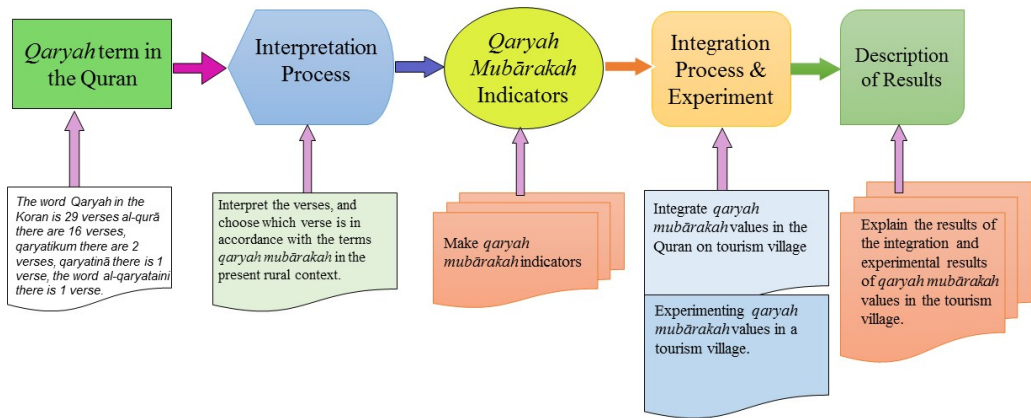 Qaryah term in
the Quran
Interpretation
Process
Qaryah
Mubārakah
Indicators
Integration
Process &
Experiment
Description
of Results
The word Qaryah in the
Koran is 29 verses al-qurā
there are 16 verses,
qaryatikum there are 2
verses, qaryatinā there is 1
verse, the word al-qaryataini
there is 1 verse.
Interpret the verses, and
choose which verse is in
accordance with the terms
qaryah mubārakah in the
present rural context.
Make qaryah
mubārakah indicators
Integrate qaryah
mubārakah values in the
Quran on tourism village
Experimenting qaryah
mubārakah values in a
tourism village.
Explain the results of
the integration and
experimental results
of qaryah mubārakah
values in the tourism
village.